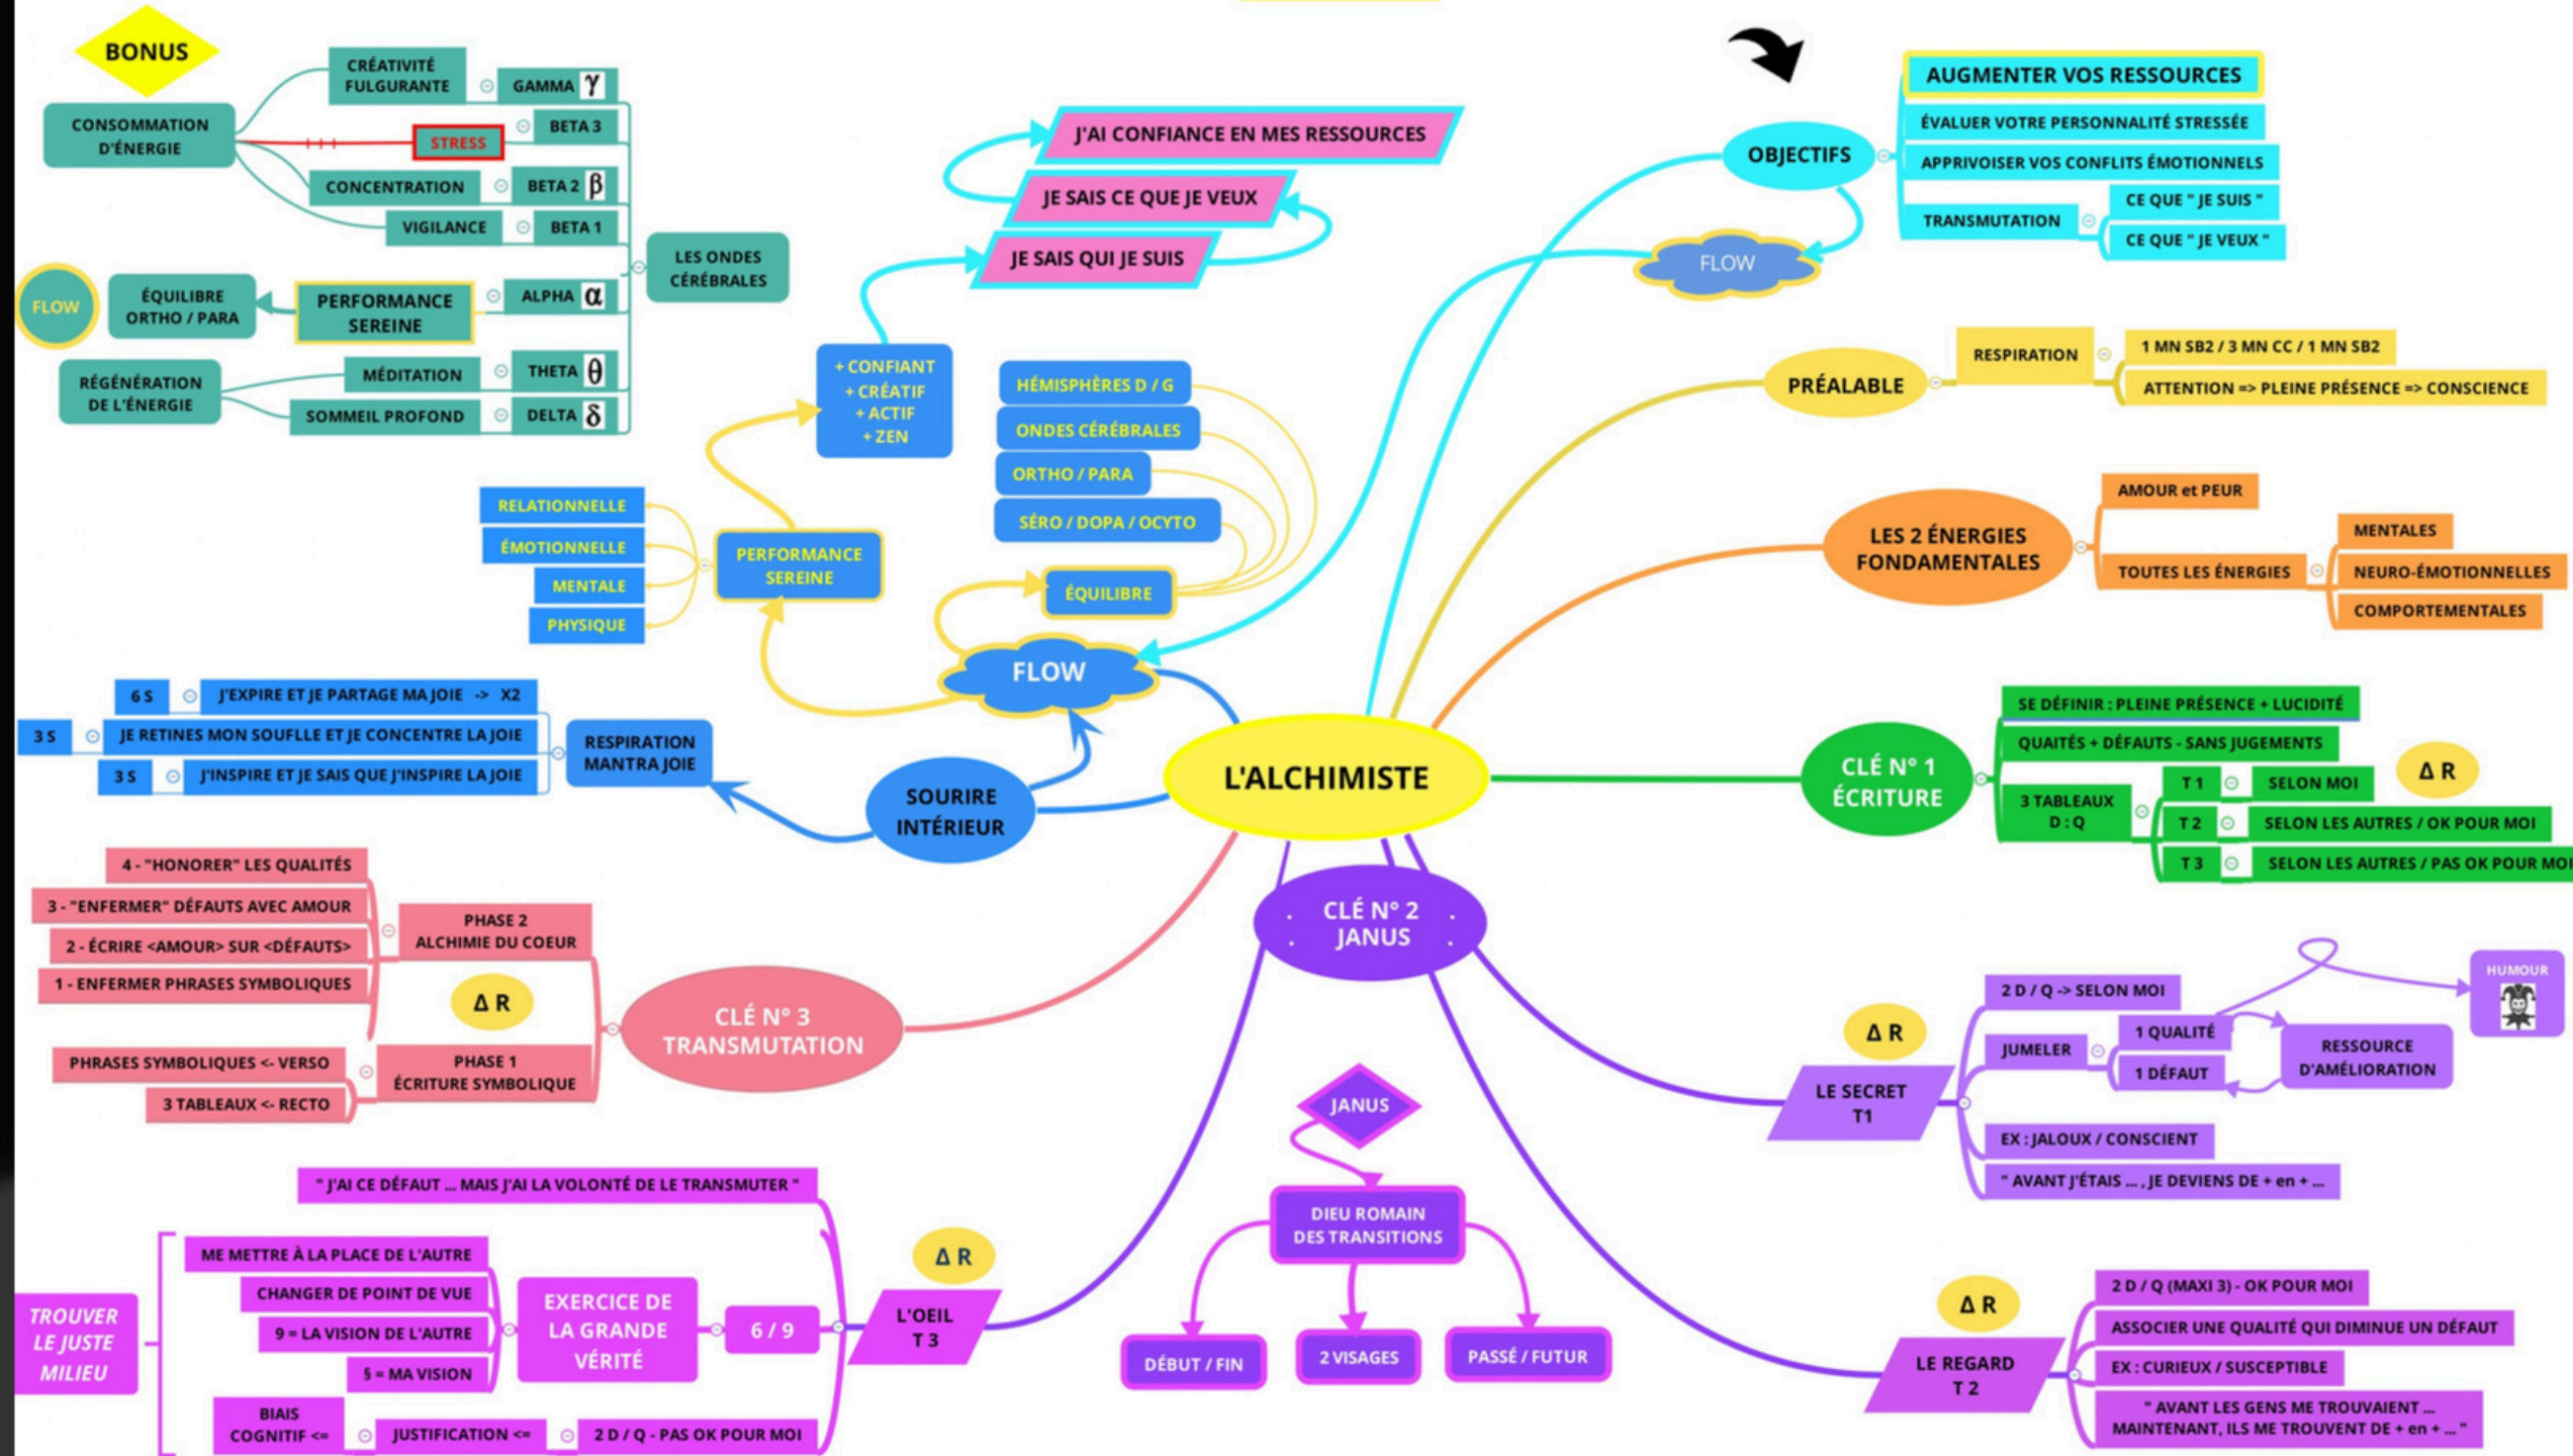 BONUS
CRÉATIVITÉ
FULGURANTE
GAMMA γ
CONSOMMATION
D'ÉNERGIE
STRESS
BETA 3
CONCENTRATION
BETA 2 β
VIGILANCE
BETA 1
LES ONDES
CÉRÉBRALES
FLOW
ÉQUILIBRE
ORTHO / PARA
PERFORMANCE
SEREINE
ALPHA α
RÉGÉNÉRATION
DE L'ÉNERGIE
MÉDITATION
THETA θ
SOMMEIL PROFOND
DELTA δ
J'AI CONFIANCE EN MES RESSOURCES
JE SAIS CE QUE JE VEUX
JE SAIS QUI JE SUIS
+ CONFIANT
+ CRÉATIF
+ ACTIF
+ ZEN
HÉMISPHÈRES D / G
ONDES CÉRÉBRALES
ORTHO / PARA
SÉRO / DOPA / OCYTO
ÉQUILIBRE
RELATIONNELLE
ÉMOTIONNELLE
MENTALE
PHYSIQUE
PERFORMANCE
SEREINE
FLOW
OBJECTIFS
AUGMENTER VOS RESSOURCES
ÉVALUER VOTRE PERSONNALITÉ STRESSÉE
APPRIVOISER VOS CONFLITS ÉMOTIONNELS
TRANSMUTATION
CE QUE " JE SUIS "
CE QUE " JE VEUX "
FLOW
PRÉALABLE
RESPIRATION
1 MN SB2 / 3 MN CC / 1 MN SB2
ATTENTION => PLEINE PRÉSENCE => CONSCIENCE
LES 2 ÉNERGIES
FONDAMENTALES
AMOUR et PEUR
TOUTES LES ÉNERGIES
MENTALES
NEURO-ÉMOTIONNELLES
COMPORTEMENTALES
6 S
J'EXPIRE ET JE PARTAGE MA JOIE -> X2
3 S
JE RETINES MON SOUFLLE ET JE CONCENTRE LA JOIE
3 S
J'INSPIRE ET JE SAIS QUE J'INSPIRE LA JOIE
RESPIRATION
MANTRA JOIE
SOURIRE
INTÉRIEUR
L'ALCHIMISTE
CLÉ N° 1
ÉCRITURE
SE DÉFINIR : PLEINE PRÉSENCE + LUCIDITÉ
QUAITÉS + DÉFAUTS - SANS JUGEMENTS
3 TABLEAUX
D : Q
T 1
SELON MOI
T 2
SELON LES AUTRES / OK POUR MOI
T 3
SELON LES AUTRES / PAS OK POUR MOI
Δ R
4 - "HONORER" LES QUALITÉS
3 - "ENFERMER" DÉFAUTS AVEC AMOUR
2 - ÉCRIRE <AMOUR> SUR <DÉFAUTS>
1 - ENFERMER PHRASES SYMBOLIQUES
PHASE 2
ALCHIMIE DU COEUR
Δ R
PHRASES SYMBOLIQUES <- VERSO
3 TABLEAUX <- RECTO
PHASE 1
ÉCRITURE SYMBOLIQUE
CLÉ N° 3
TRANSMUTATION
. CLÉ N° 2 .
. JANUS .
JANUS
DIEU ROMAIN
DES TRANSITIONS
DÉBUT / FIN
2 VISAGES
PASSÉ / FUTUR
Δ R
LE SECRET
T1
2 D / Q -> SELON MOI
JUMELER
1 QUALITÉ
1 DÉFAUT
RESSOURCE
D'AMÉLIORATION
HUMOUR
EX : JALOUX / CONSCIENT
" AVANT J'ÉTAIS ... , JE DEVIENS DE + en + ...
Δ R
LE REGARD
T 2
2 D / Q (MAXI 3) - OK POUR MOI
ASSOCIER UNE QUALITÉ QUI DIMINUE UN DÉFAUT
EX : CURIEUX / SUSCEPTIBLE
" AVANT LES GENS ME TROUVAIENT ...
MAINTENANT, ILS ME TROUVENT DE + en + ... "
" J'AI CE DÉFAUT ... MAIS J'AI LA VOLONTÉ DE LE TRANSMUTER "
TROUVER
LE JUSTE
MILIEU
ME METTRE À LA PLACE DE L'AUTRE
CHANGER DE POINT DE VUE
9 = LA VISION DE L'AUTRE
§ = MA VISION
EXERCICE DE
LA GRANDE
VÉRITÉ
6 / 9
Δ R
L'OEIL
T 3
BIAIS
COGNITIF <=
JUSTIFICATION <=
2 D / Q - PAS OK POUR MOI